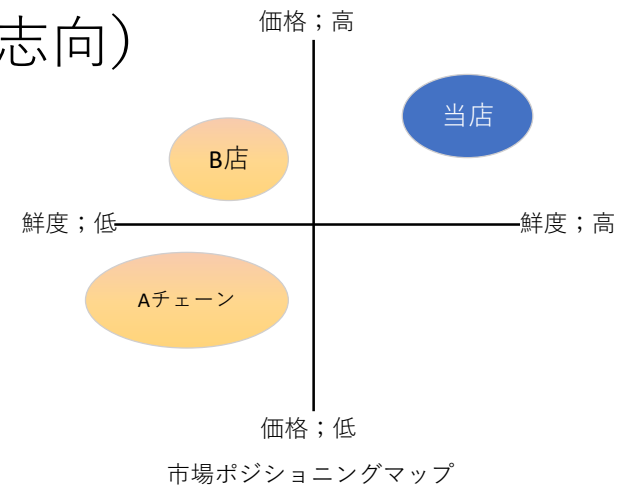 志向）
価格；高
当店
B店
鮮度；低
鮮度；高
Aチェーン
価格；低
市場ポジショニングマップ